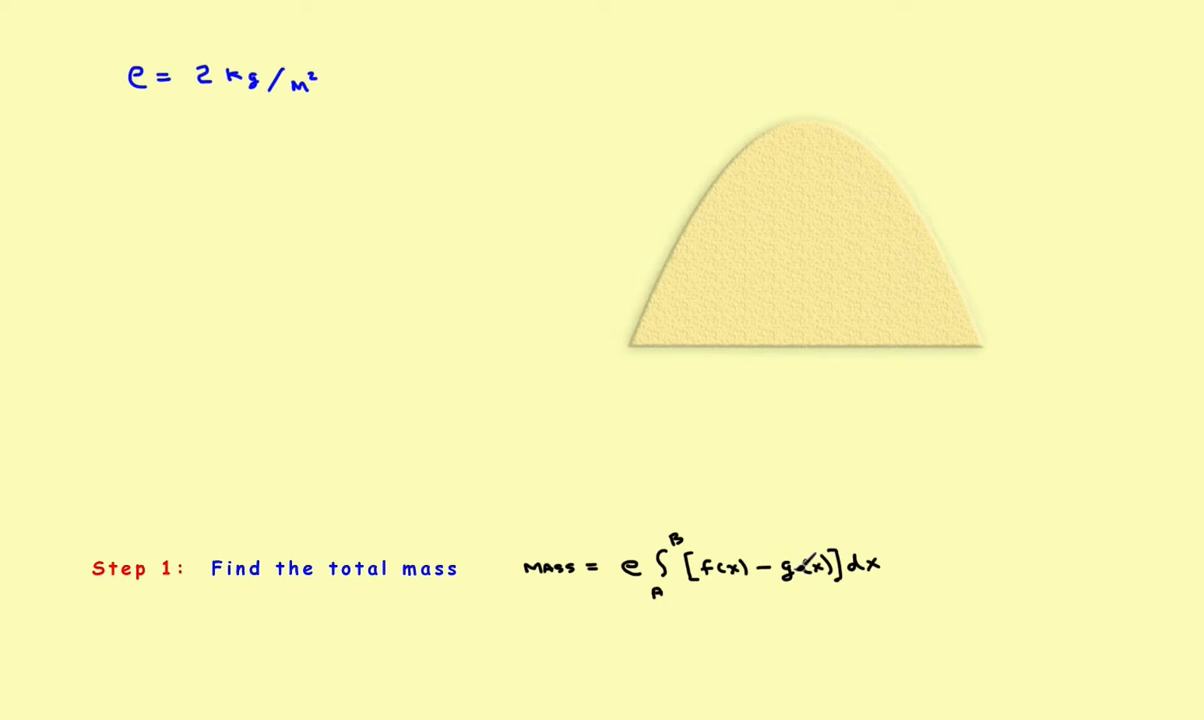 ρ = 2 kg/m²
Step 1: Find the total mass MASS = ρ ∫_A^B [f(x) − g(x)] dx